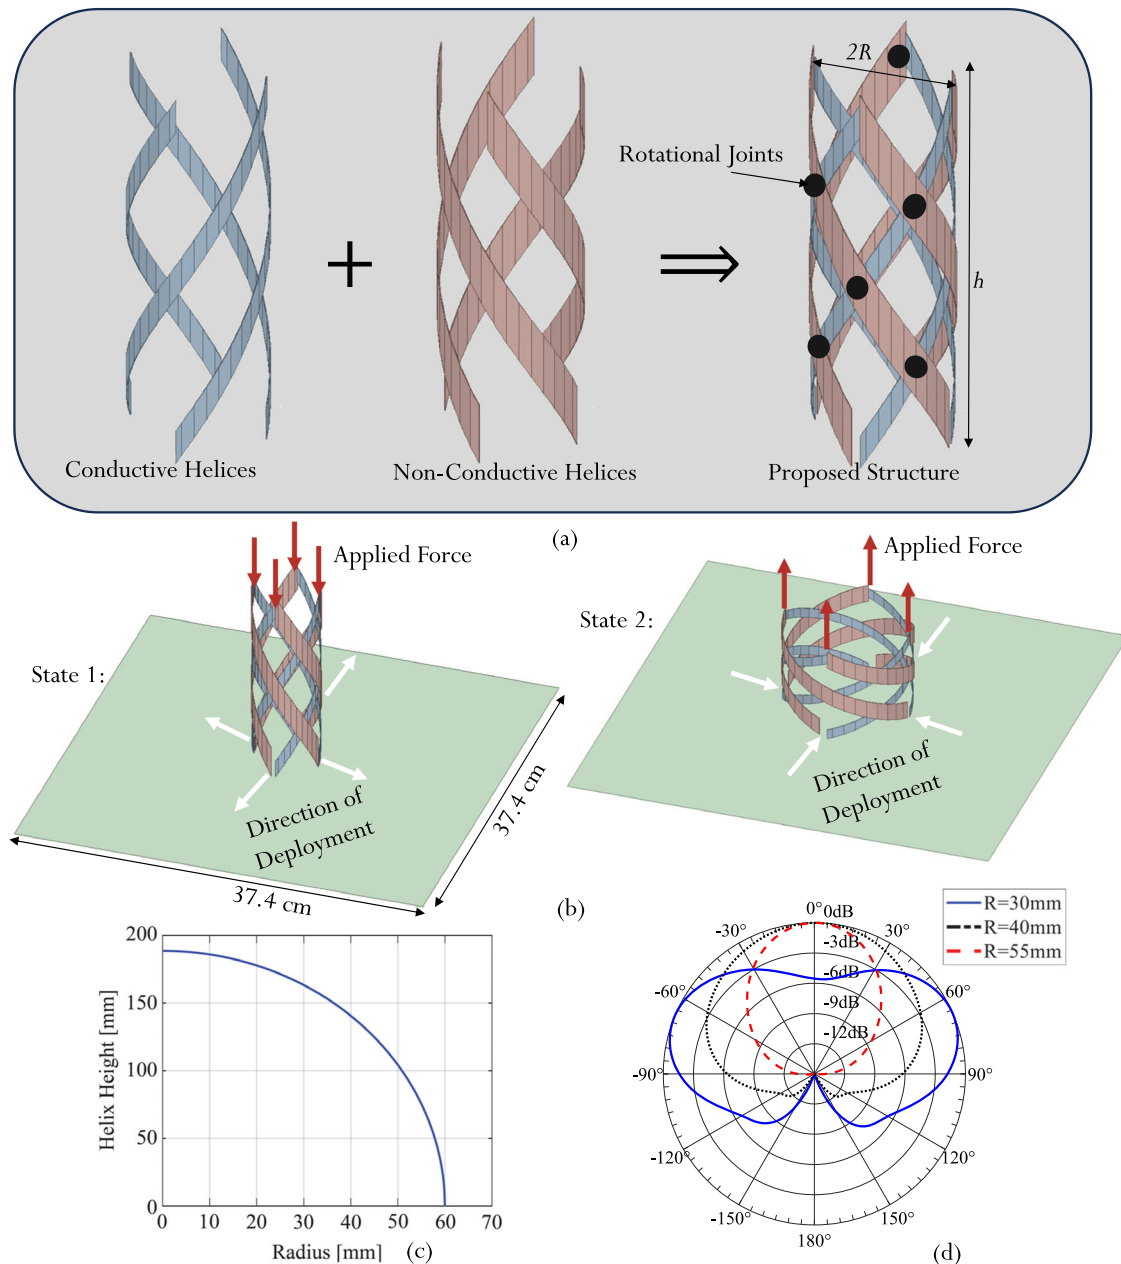 2R
Rotational Joints
h
Conductive Helices
Non-Conductive Helices
Proposed Structure
(a)
Applied Force
State 1:
Direction of
Deployment
37.4 cm
37.4 cm
Applied Force
State 2:
Direction of
Deployment
(b)
200
150
100
50
0
Helix Height [mm]
0 10 20 30 40 50 60 70
Radius [mm]
(c)
R=30mm
R=40mm
R=55mm
0°
0dB
-3dB
-6dB
-9dB
-12dB
-30°
30°
-60°
60°
-90°
90°
-120°
120°
-150°
150°
180°
(d)